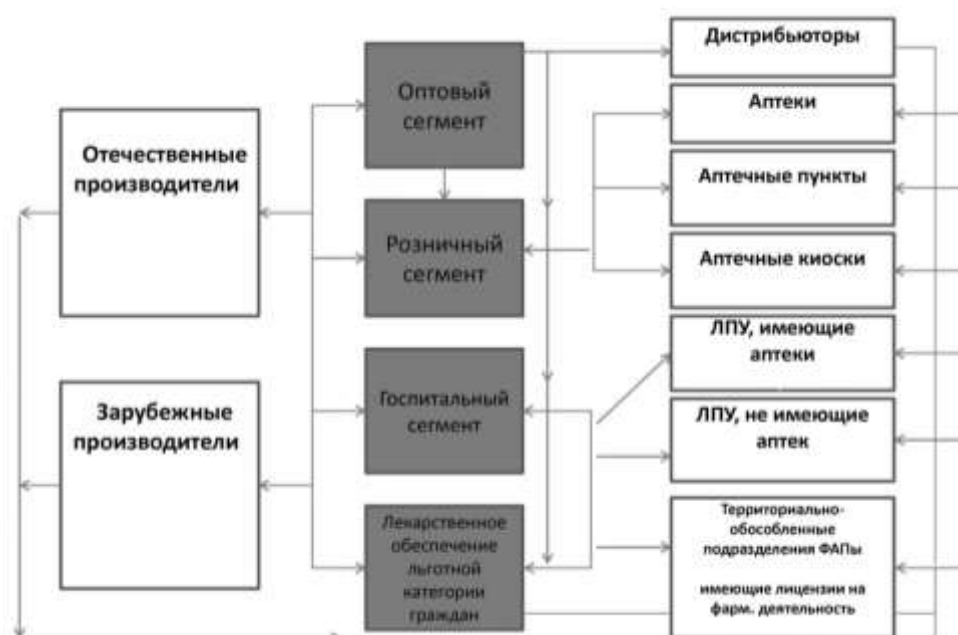 Отечественные
производители
Зарубежные
производители
Оптовый
сегмент
Розничный
сегмент
Госпитальный
сегмент
Лекарственное
обеспечение
льготной
категории
граждан
Дистрибьюторы
Аптеки
Аптечные пункты
Аптечные киоски
ЛПУ, имеющие
аптеки
ЛПУ, не имеющие
аптек
Территориально-
обособленные
подразделения ФАПы
имеющие лицензии на
фарм. деятельность